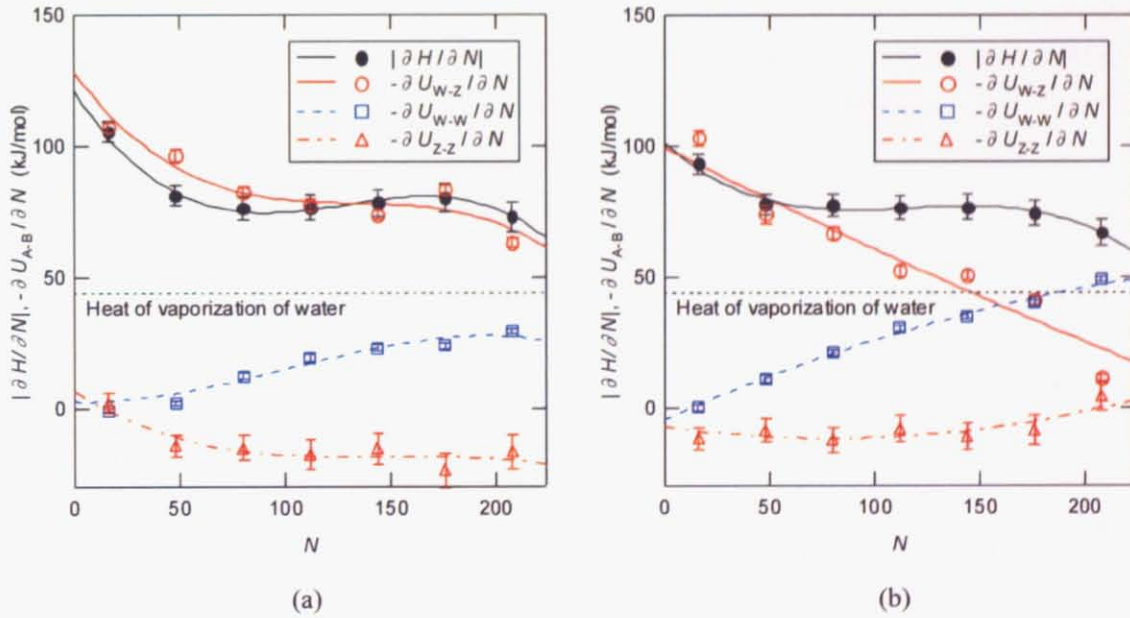 150
100
50
0
|∂H/∂N|, -∂U_A-B/∂N (kJ/mol)
|∂H/∂N|
-∂U_W-Z/∂N
-∂U_W-W/∂N
-∂U_Z-Z/∂N
Heat of vaporization of water
0 50 100 150 200
N
(a)
150
100
50
0
|∂H/∂N|, -∂U_A-B/∂N (kJ/mol)
|∂H/∂N|
-∂U_W-Z/∂N
-∂U_W-W/∂N
-∂U_Z-Z/∂N
Heat of vaporization of water
0 50 100 150 200
N
(b)